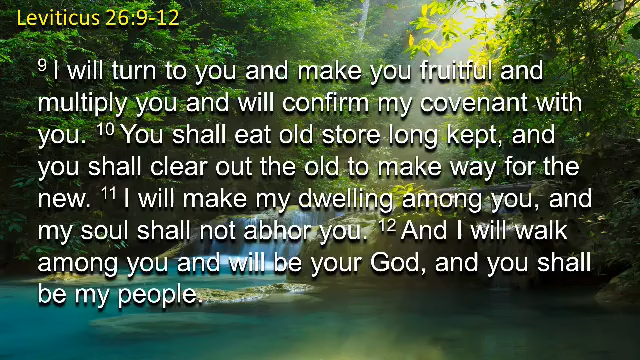 Leviticus 26:9-12
9 I will turn to you and make you fruitful and
multiply you and will confirm my covenant with
you. 10 You shall eat old store long kept, and
you shall clear out the old to make way for the
new. 11 I will make my dwelling among you, and
my soul shall not abhor you. 12 And I will walk
among you and will be your God, and you shall
be my people.